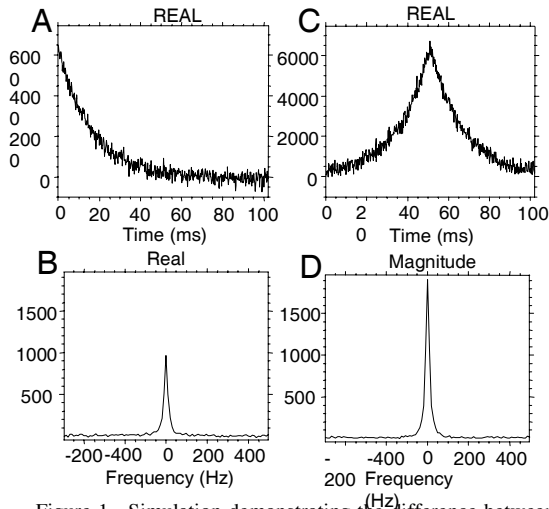 A
REAL
600
0
400
0
200
0
0
0 20 40 60 80 100
Time (ms)
C
REAL
6000
4000
2000
0
0 2 40 60 80 100
0
Time (ms)
B
Real
1500
1000
500
-200-400 0 200 400
Frequency (Hz)
D
Magnitude
1500
1000
500
- -400 0 200 400
200 Frequency
(Hz)
Figure 1. Simulation demonstrating the difference between